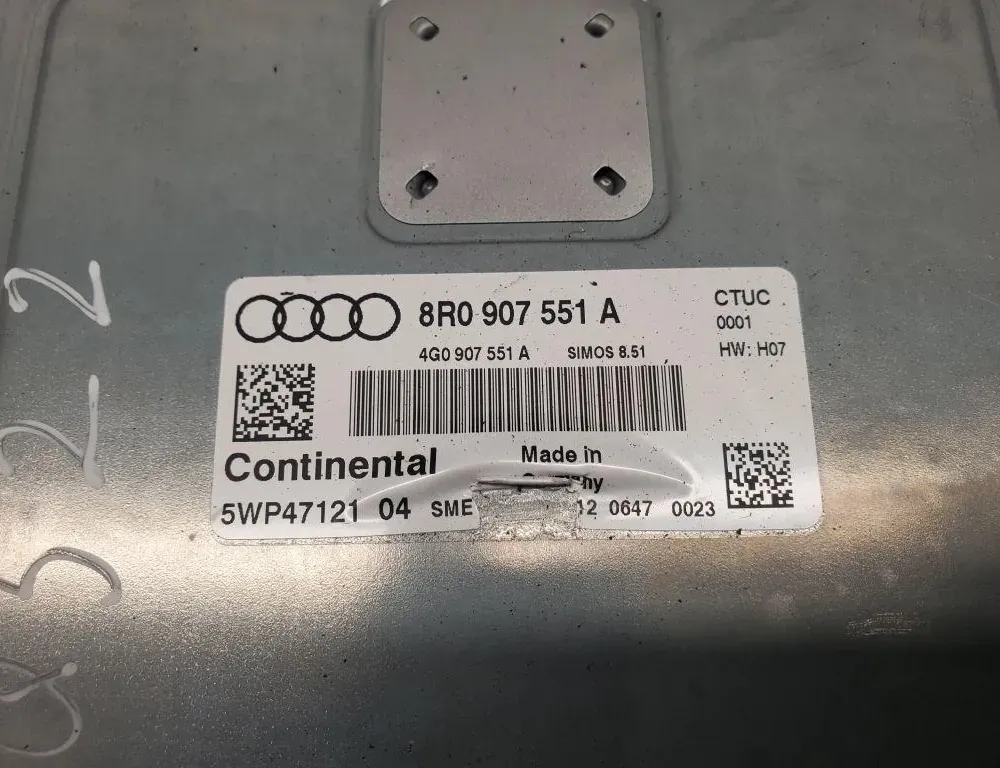 8R0 907 551 A
CTUC
0001
4G0 907 551 A SIMOS 8.51
HW: H07
Continental
Made in
5WP47121 04 SME 12 0647 0023